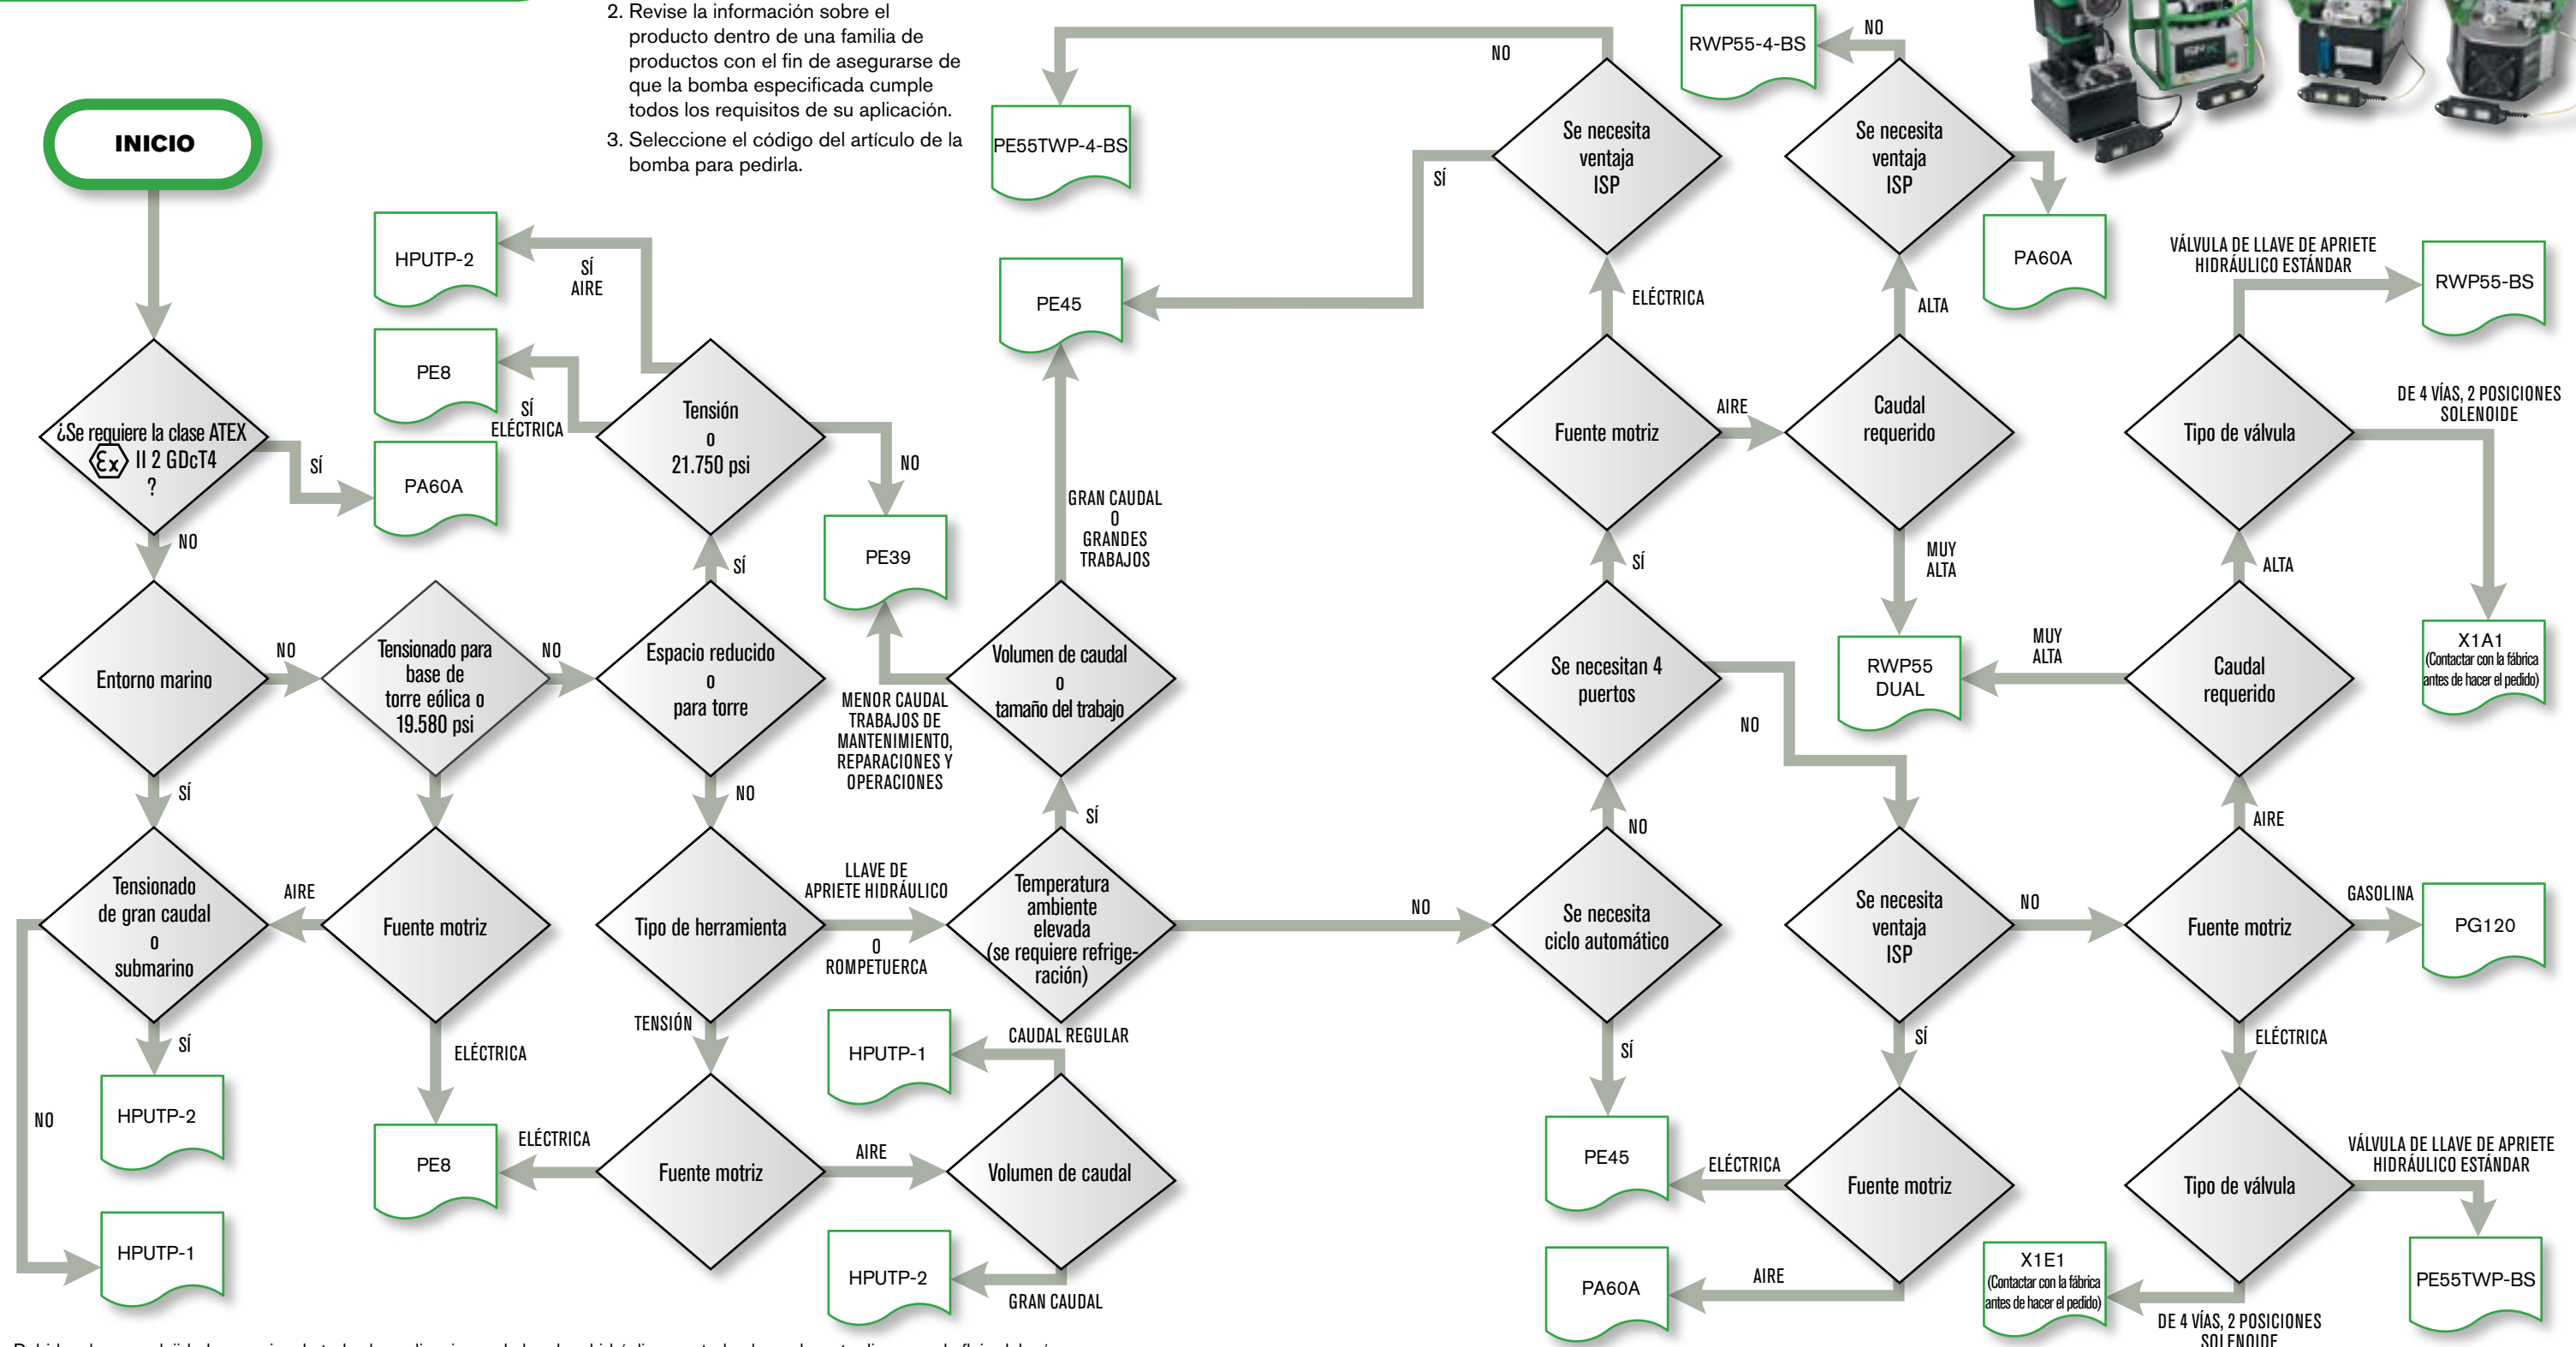 2. Revise la información sobre el
producto dentro de una familia de
productos con el fin de asegurarse de
que la bomba especificada cumple
todos los requisitos de su aplicación.
3. Seleccione el código del artículo de la
bomba para pedirla.
INICIO
¿Se requiere la clase ATEX
Ex II 2 GDcT4
?
SÍ
PA60A
NO
Entorno marino
NO
SÍ
Tensionado
de gran caudal
o
submarino
SÍ
HPUTP-2
NO
HPUTP-1
Tensionado para
base de
torre eólica o
19.580 psi
NO
Fuente motriz
AIRE
ELÉCTRICA
PE8
Espacio reducido
o
para torre
SÍ
NO
Tensión
o
21.750 psi
SÍ
AIRE
HPUTP-2
SÍ
ELÉCTRICA
PE8
NO
PE39
Tipo de herramienta
LLAVE DE
APRIETE HIDRÁULICO
O
ROMPETUERCA
TENSIÓN
Fuente motriz
ELÉCTRICA
AIRE
Volumen de caudal
CAUDAL REGULAR
HPUTP-1
GRAN CAUDAL
HPUTP-2
Temperatura
ambiente
elevada
(se requiere refrige-
ración)
SÍ
NO
Volumen de caudal
o
tamaño del trabajo
MENOR CAUDAL
TRABAJOS DE
MANTENIMIENTO,
REPARACIONES Y
OPERACIONES
GRAN CAUDAL
O
GRANDES
TRABAJOS
PE45
Se necesita
ciclo automático
SÍ
PE45
NO
Se necesitan 4
puertos
SÍ
NO
Fuente motriz
ELÉCTRICA
AIRE
Se necesita
ventaja
ISP
NO
PE55TWP-4-BS
SÍ
Caudal
requerido
ALTA
MUY
ALTA
RWP55
DUAL
Se necesita
ventaja
ISP
NO
RWP55-4-BS
PA60A
Se necesita
ventaja
ISP
NO
SÍ
Fuente motriz
ELÉCTRICA
AIRE
PA60A
Fuente motriz
AIRE
GASOLINA
PG120
ELÉCTRICA
Caudal
requerido
MUY
ALTA
ALTA
Tipo de válvula
VÁLVULA DE LLAVE DE APRIETE
HIDRÁULICO ESTÁNDAR
RWP55-BS
DE 4 VÍAS, 2 POSICIONES
SOLENOIDE
X1A1
(Contactar con la fábrica
antes de hacer el pedido)
Tipo de válvula
VÁLVULA DE LLAVE DE APRIETE
HIDRÁULICO ESTÁNDAR
PE55TWP-BS
DE 4 VÍAS, 2 POSICIONES
SOLENOIDE
X1E1
(Contactar con la fábrica
antes de hacer el pedido)